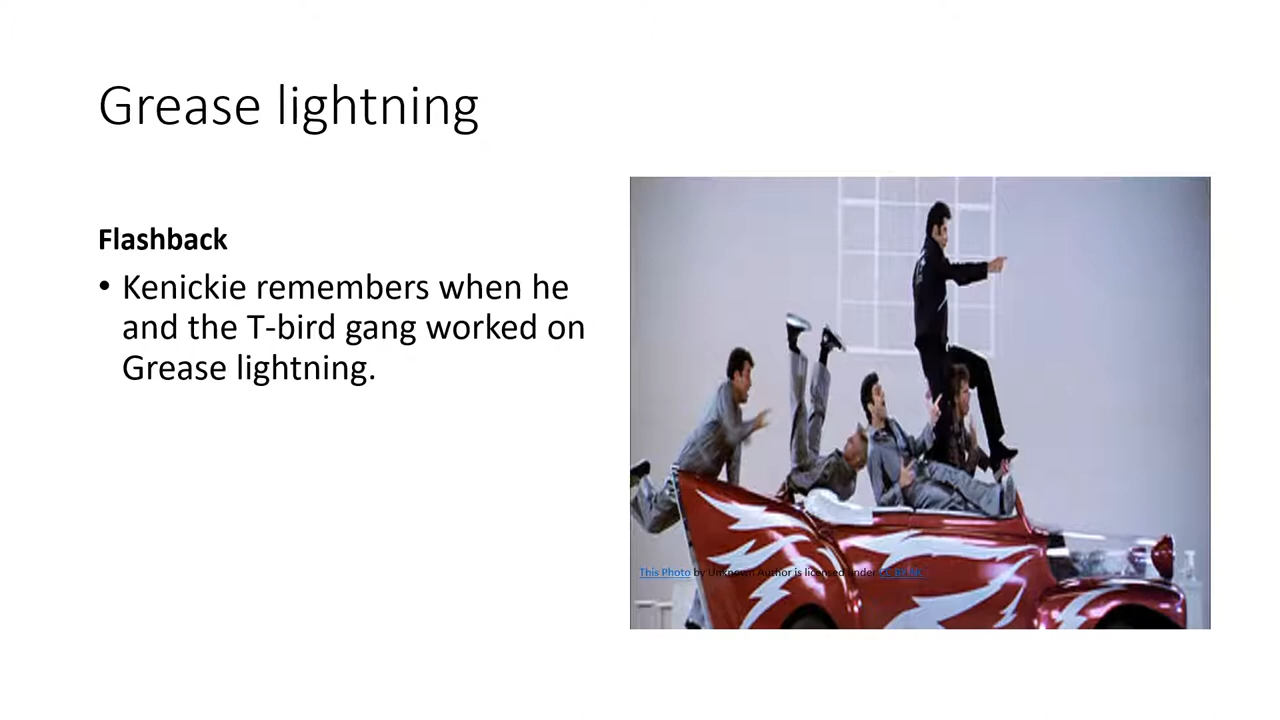 Grease lightning
Flashback
• Kenickie remembers when he
and the T-bird gang worked on
Grease lightning.
This Photo by Unknown Author is licensed under